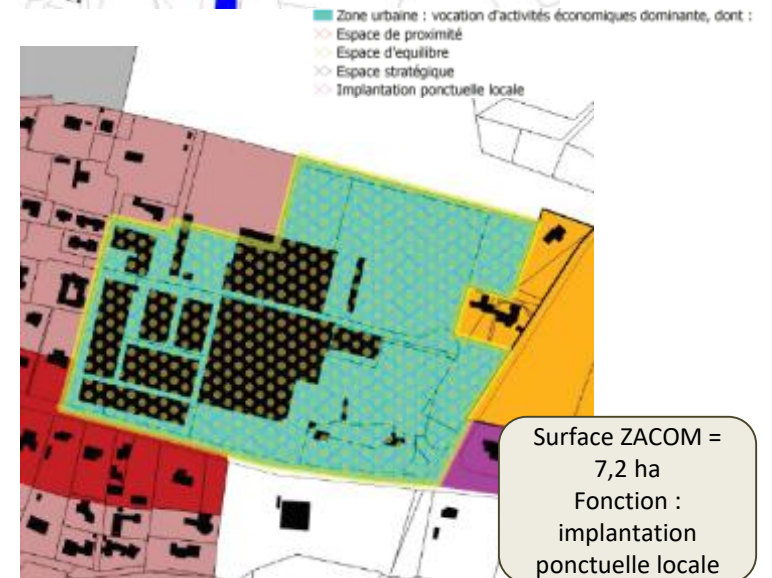 Zone urbaine : vocation d'activités économiques dominante, dont :
Espace de proximité
Espace d'equilibre
Espace stratégique
Implantation ponctuelle locale
Surface ZACOM =
7,2 ha
Fonction :
implantation
ponctuelle locale